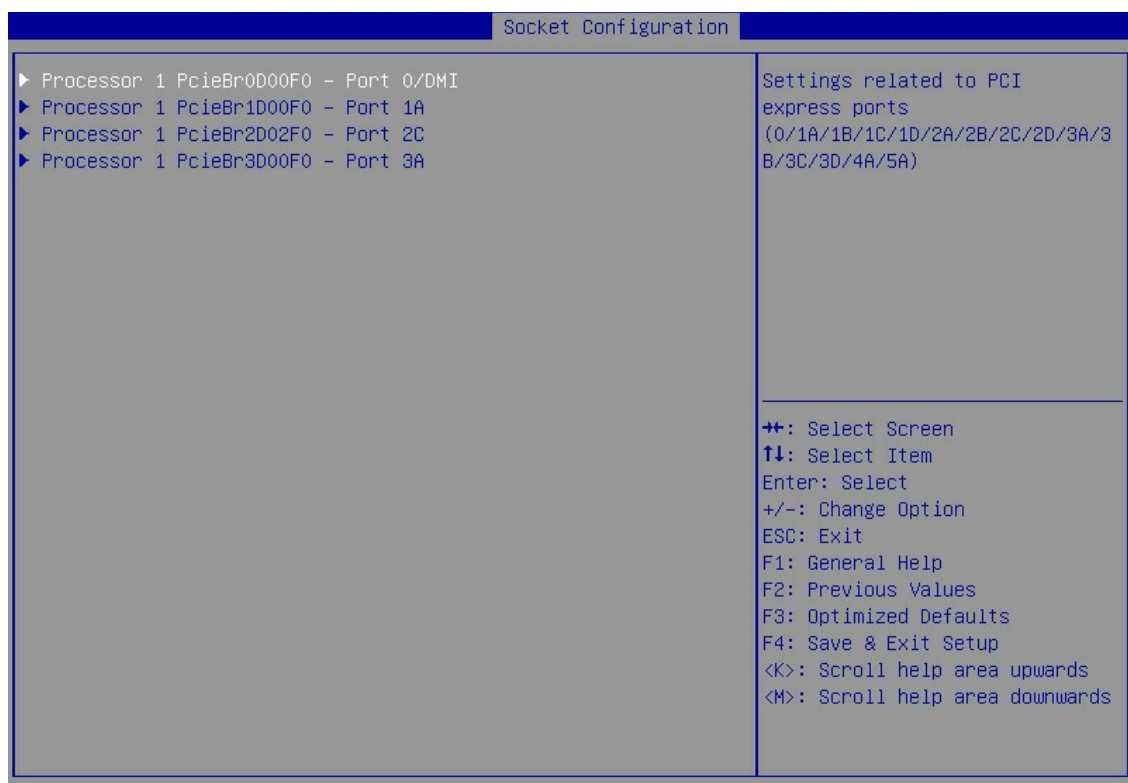 Socket Configuration
Processor 1 PcieBr0D00F0 - Port 0/DMI
Processor 1 PcieBr1D00F0 - Port 1A
Processor 1 PcieBr2D02F0 - Port 2C
Processor 1 PcieBr3D00F0 - Port 3A
Settings related to PCI
express ports
(0/1A/1B/1C/1D/2A/2B/2C/2D/3A/3
B/3C/3D/4A/5A)
→←: Select Screen
↑↓: Select Item
Enter: Select
+/-: Change Option
ESC: Exit
F1: General Help
F2: Previous Values
F3: Optimized Defaults
F4: Save & Exit Setup
<K>: Scroll help area upwards
<M>: Scroll help area downwards